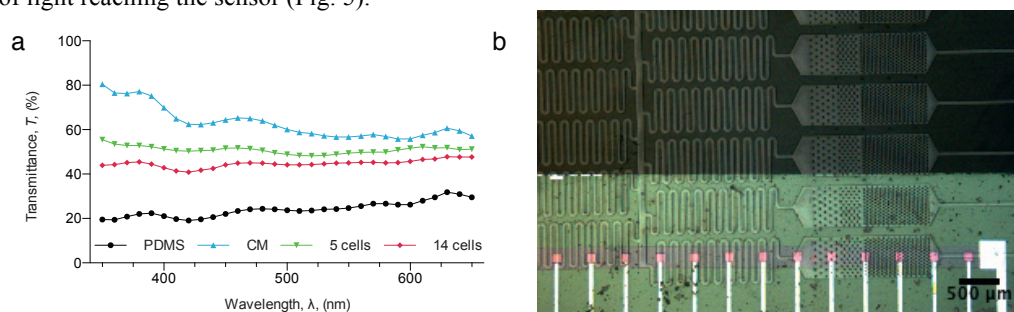 of light reaching the sensor (Fig. 5).
a
b
100
80
60
40
20
0
Transmittance, T, (%)
PDMS CM 5 cells 14 cells
400 500 600
Wavelength, λ, (nm)
500 µm